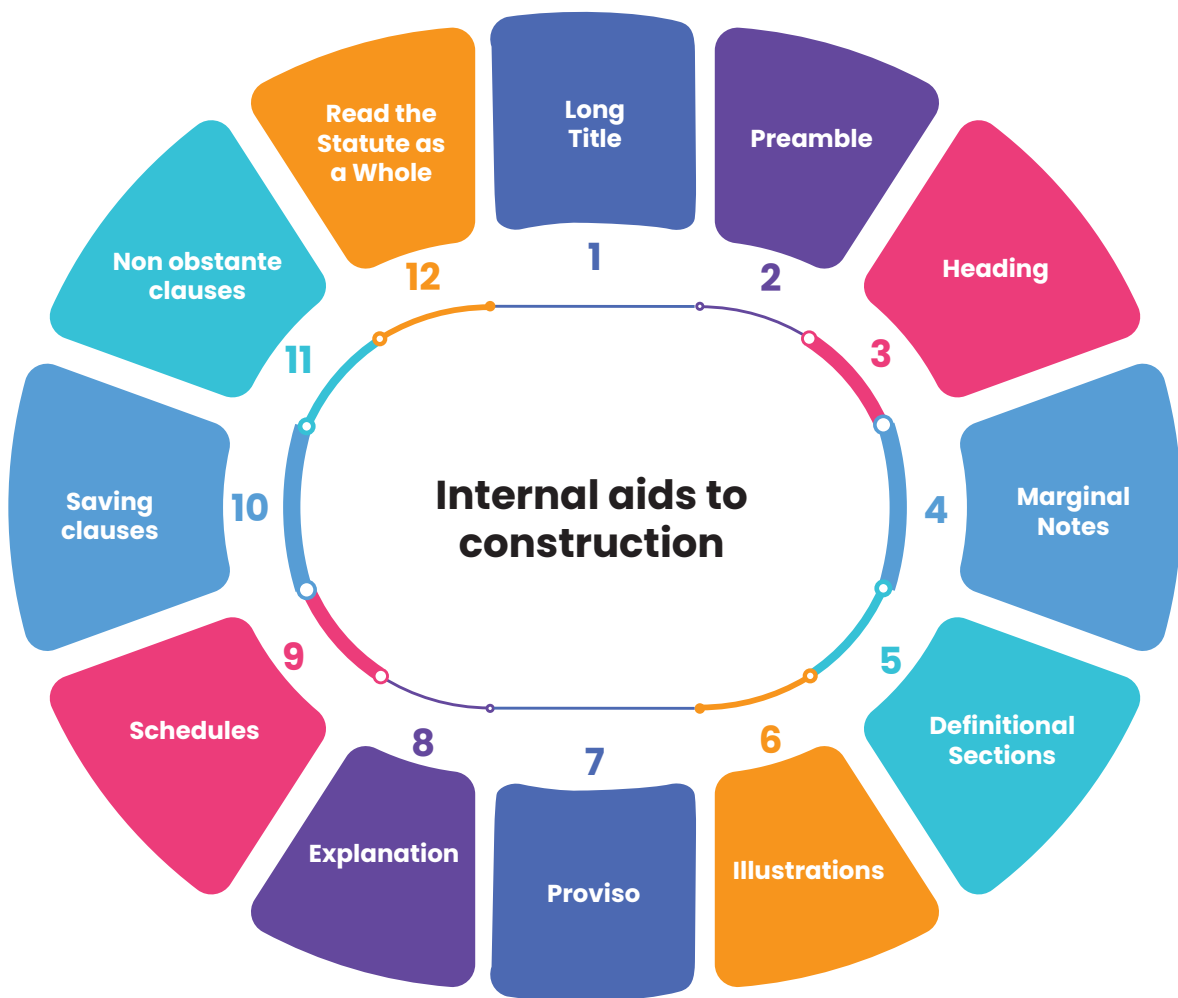 Internal aids to
construction
1
Long
Title
2
Preamble
3
Heading
4
Marginal
Notes
5
Definitional
Sections
6
Illustrations
7
Proviso
8
Explanation
9
Schedules
10
Saving
clauses
11
Non obstante
clauses
12
Read the
Statute as
a Whole